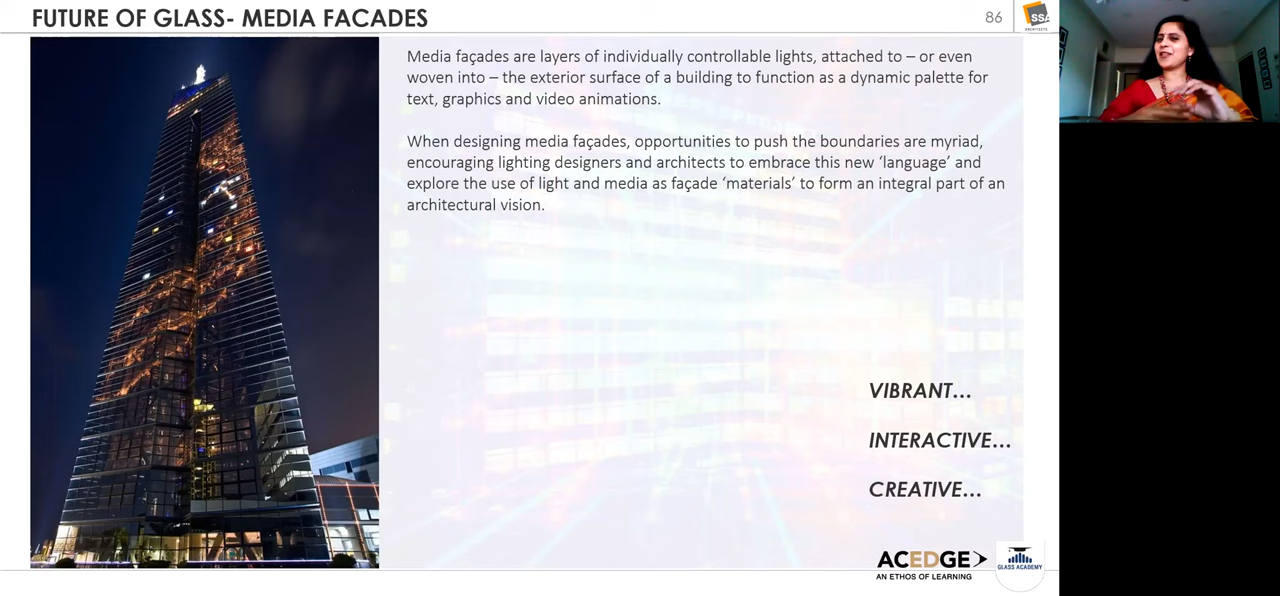 FUTURE OF GLASS- MEDIA FACADES
86
SSA
ARCHITECTS
Media façades are layers of individually controllable lights, attached to – or even
woven into – the exterior surface of a building to function as a dynamic palette for
text, graphics and video animations.
When designing media façades, opportunities to push the boundaries are myriad,
encouraging lighting designers and architects to embrace this new ‘language’ and
explore the use of light and media as façade ‘materials’ to form an integral part of an
architectural vision.
VIBRANT...
INTERACTIVE...
CREATIVE...
ACEDGE
AN ETHOS OF LEARNING
GLASS ACADEMY